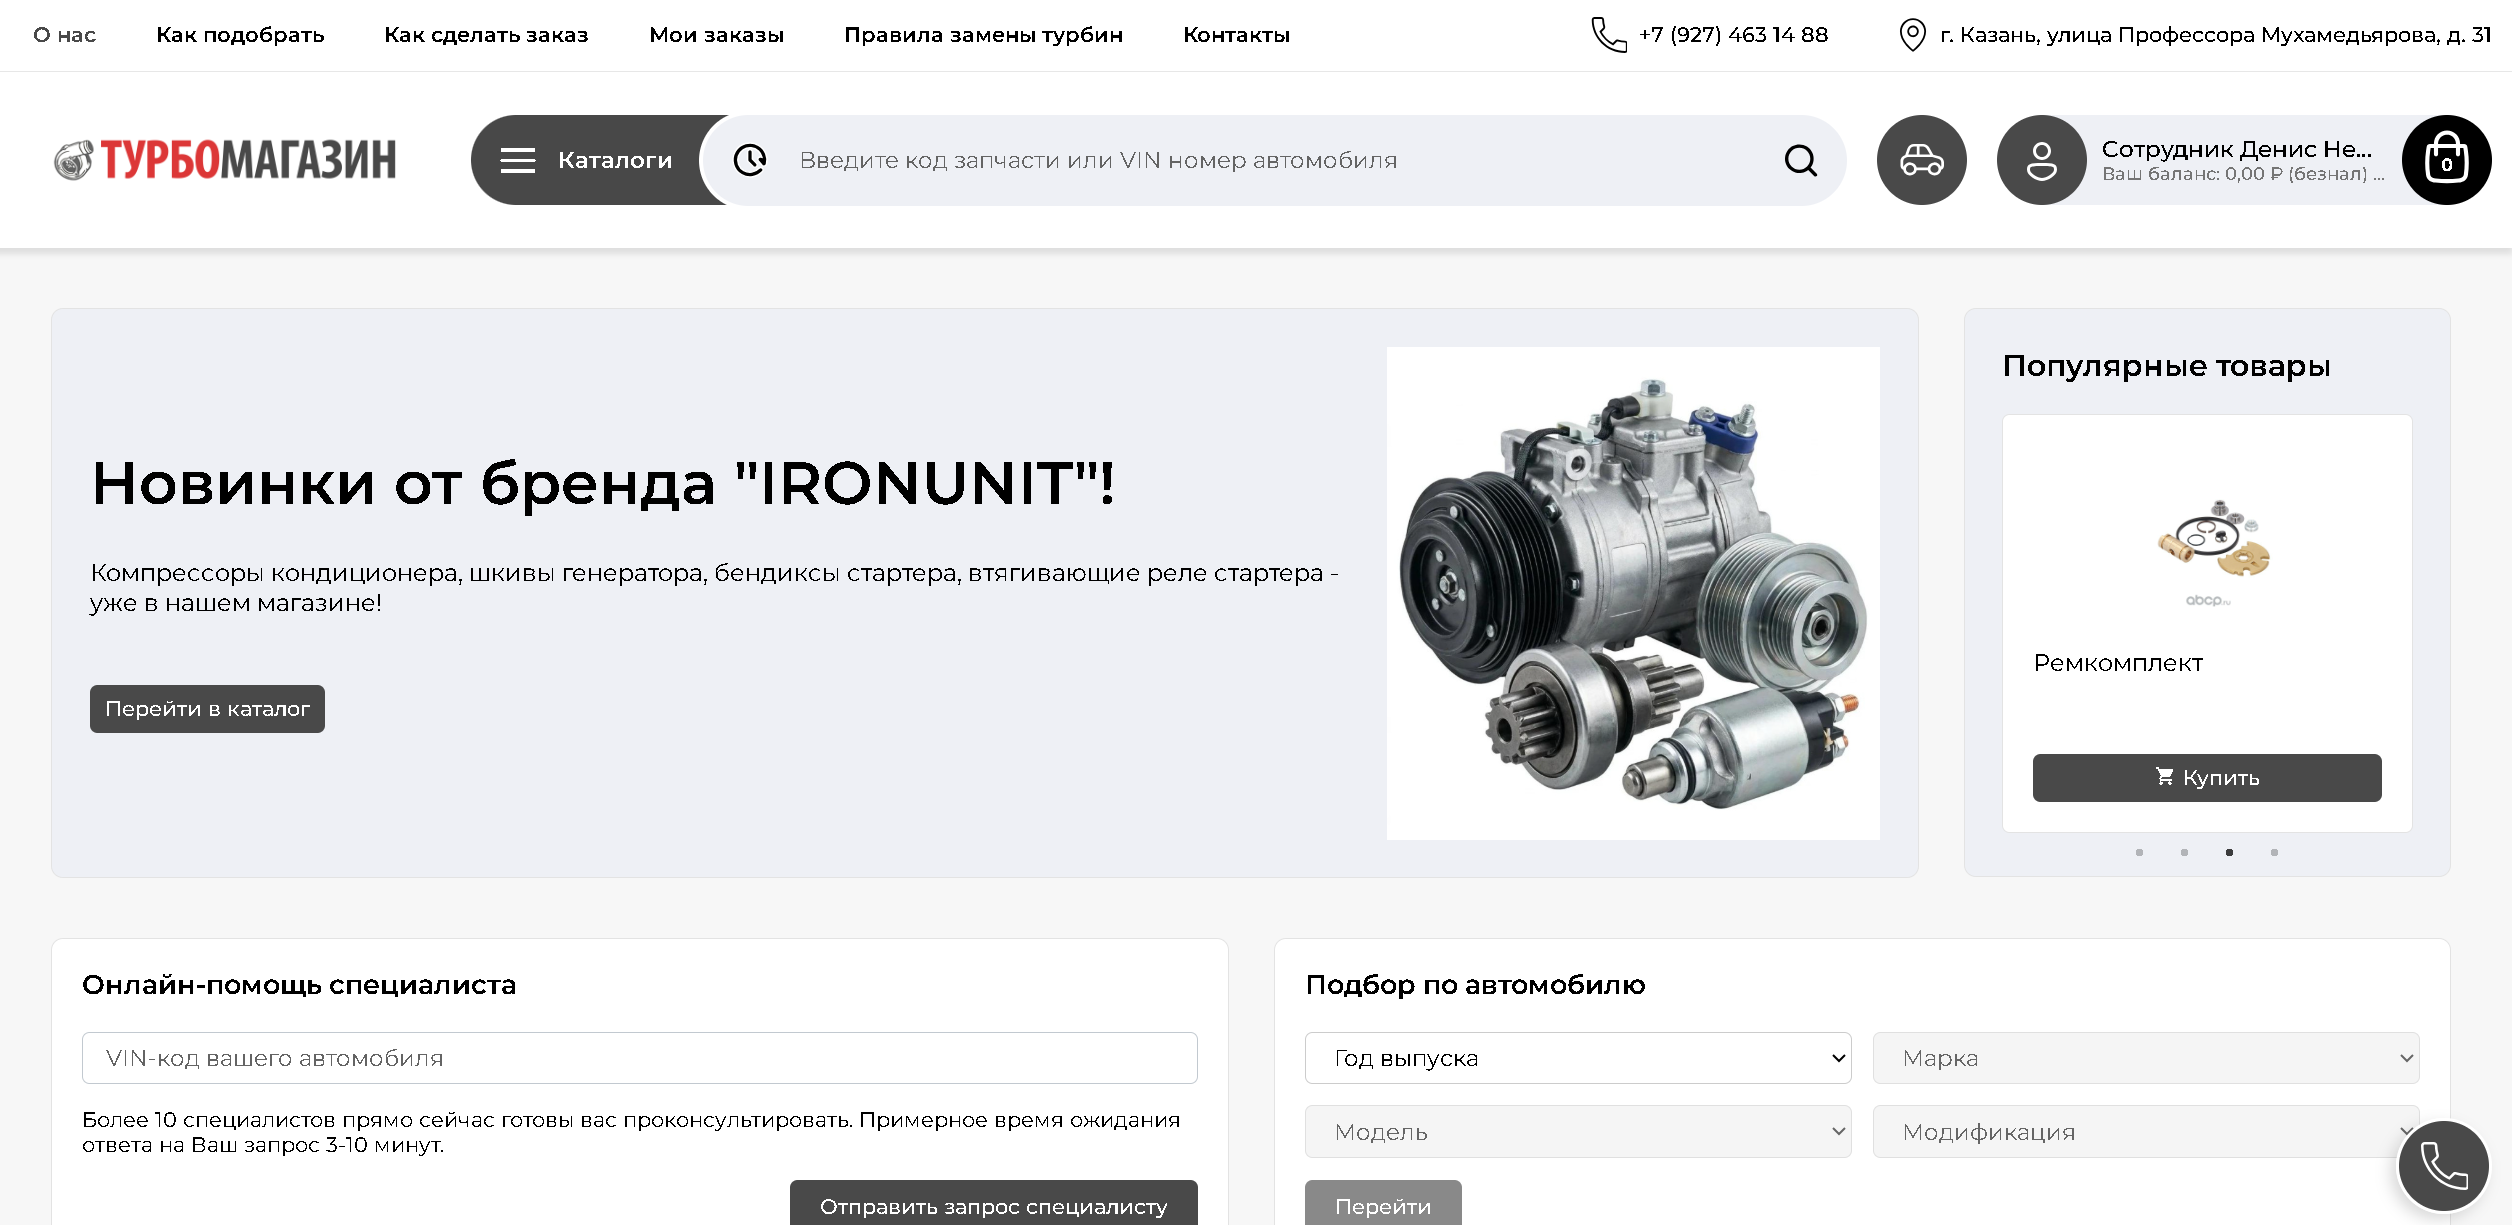 О нас
Как подобрать
Как сделать заказ
Мои заказы
Правила замены турбин
Контакты
+7 (927) 463 14 88
г. Казань, улица Профессора Мухамедьярова, д. 31
ТУРБОМАГАЗИН
Каталоги
Введите код запчасти или VIN номер автомобиля
Сотрудник Денис Не...
Ваш баланс: 0,00 ₽ (безнал) ...
0
Новинки от бренда "IRONUNIT"!
Компрессоры кондиционера, шкивы генератора, бендиксы стартера, втягивающие реле стартера -
уже в нашем магазине!
Перейти в каталог
Популярные товары
abcp.ru
Ремкомплект
Купить
Онлайн-помощь специалиста
VIN-код вашего автомобиля
Более 10 специалистов прямо сейчас готовы вас проконсультировать. Примерное время ожидания
ответа на Ваш запрос 3-10 минут.
Отправить запрос специалисту
Подбор по автомобилю
Год выпуска
Марка
Модель
Модификация
Перейти